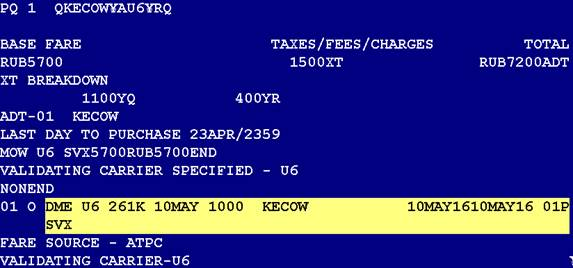 PQ 1 QKECOW¥AU6¥RQ
BASE FARE TAXES/FEES/CHARGES TOTAL
RUB5700 1500XT RUB7200ADT
XT BREAKDOWN
1100YQ 400YR
ADT-01 KECOW
LAST DAY TO PURCHASE 23APR/2359
MOW U6 SVX5700RUB5700END
VALIDATING CARRIER SPECIFIED - U6
NONEND
01 O DME U6 261K 10MAY 1000 KECOW 10MAY1610MAY16 01P
SVX
FARE SOURCE - ATPC
VALIDATING CARRIER-U6